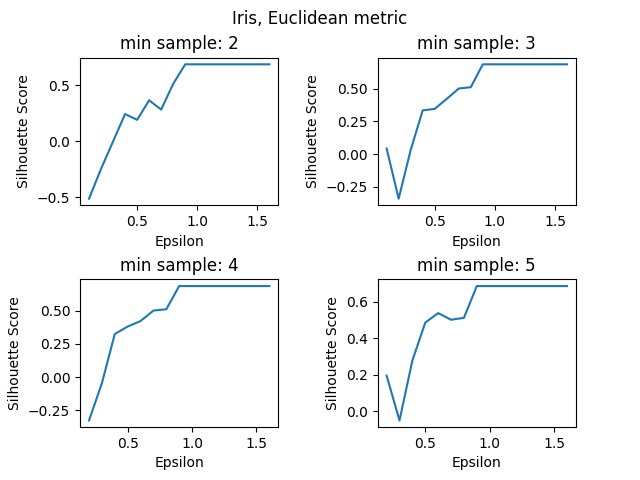 Iris, Euclidean metric
min sample: 2
Silhouette Score
0.5
0.0
−0.5
0.5
1.0
1.5
Epsilon
min sample: 3
Silhouette Score
0.50
0.25
0.00
−0.25
0.5
1.0
1.5
Epsilon
min sample: 4
Silhouette Score
0.50
0.25
0.00
−0.25
0.5
1.0
1.5
Epsilon
min sample: 5
Silhouette Score
0.6
0.4
0.2
0.0
0.5
1.0
1.5
Epsilon